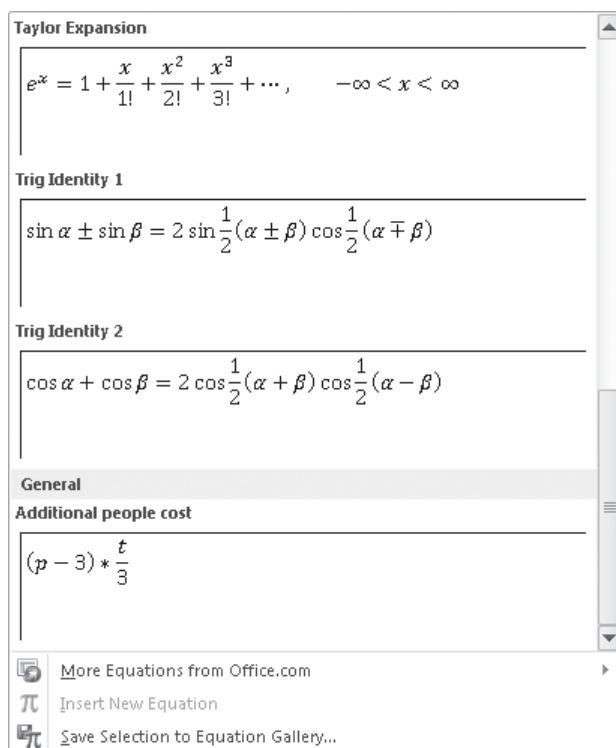 Taylor Expansion
e^x = 1 + x/1! + x²/2! + x³/3! + ⋯ , −∞ < x < ∞
Trig Identity 1
sin α ± sin β = 2 sin 1/2 (α ± β) cos 1/2 (α ∓ β)
Trig Identity 2
cos α + cos β = 2 cos 1/2 (α + β) cos 1/2 (α − β)
General
Additional people cost
(p − 3) * t/3
More Equations from Office.com
π Insert New Equation
π Save Selection to Equation Gallery...